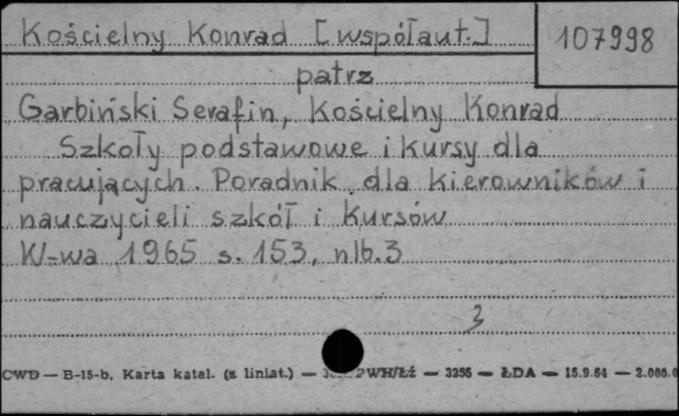 Kościelny Konrad [współaut.]
107998
patrz
Garbiński Serafin, Kościelny Konrad
Szkoły podstawowe i kursy dla
pracujących. Poradnik dla kierowników i
nauczycieli szkół i kursów
W-wa 1965 s. 153, nlb. 3
3
CWD — B-15-b. Karta katal. (z liniat.) — PWH/Łź — 3256 — ŁDA — 15.9.64 — 2.000.0